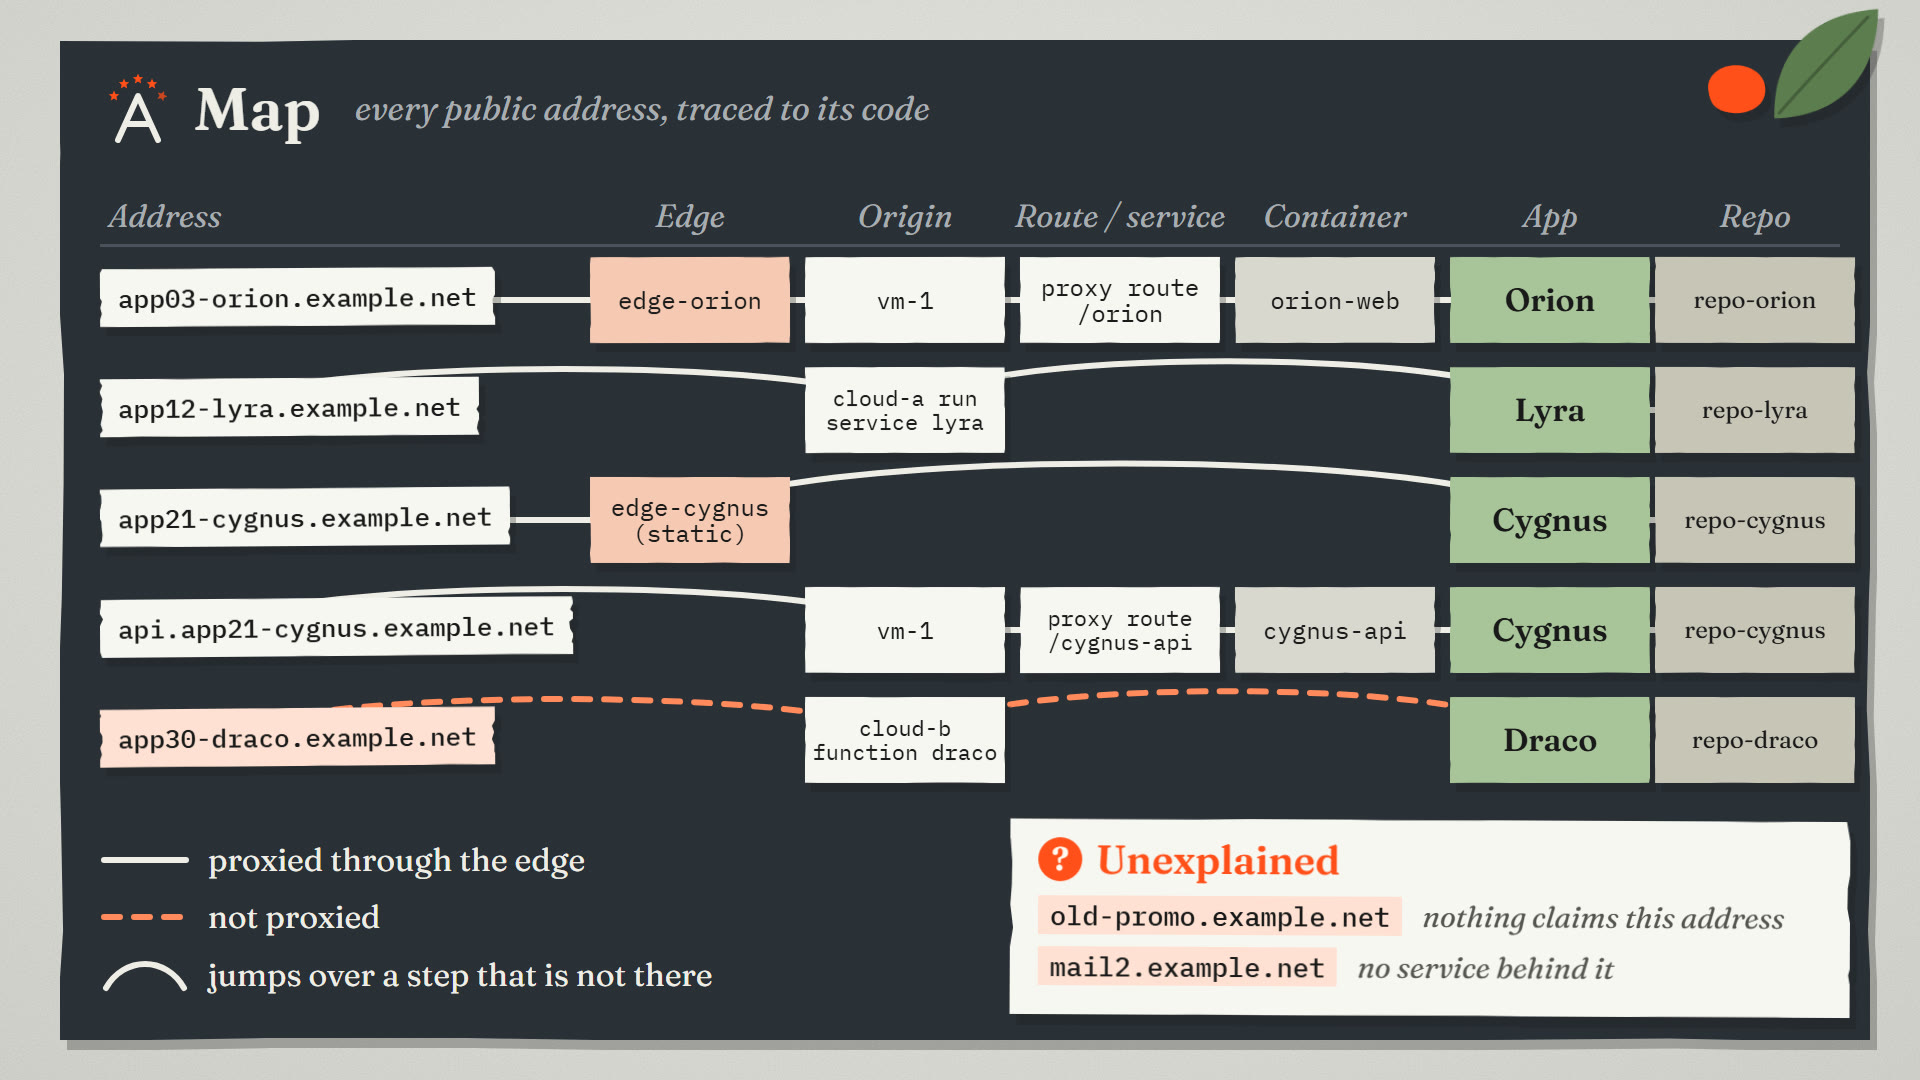 Map
every public address, traced to its code
Address Edge Origin Route / service Container App Repo
app03-orion.example.net
edge-orion
vm-1
proxy route
/orion
orion-web
Orion
repo-orion
app12-lyra.example.net
cloud-a run
service lyra
Lyra
repo-lyra
app21-cygnus.example.net
edge-cygnus
(static)
Cygnus
repo-cygnus
api.app21-cygnus.example.net
vm-1
proxy route
/cygnus-api
cygnus-api
Cygnus
repo-cygnus
app30-draco.example.net
cloud-b
function draco
Draco
repo-draco
proxied through the edge
not proxied
jumps over a step that is not there
? Unexplained
old-promo.example.net nothing claims this address
mail2.example.net no service behind it